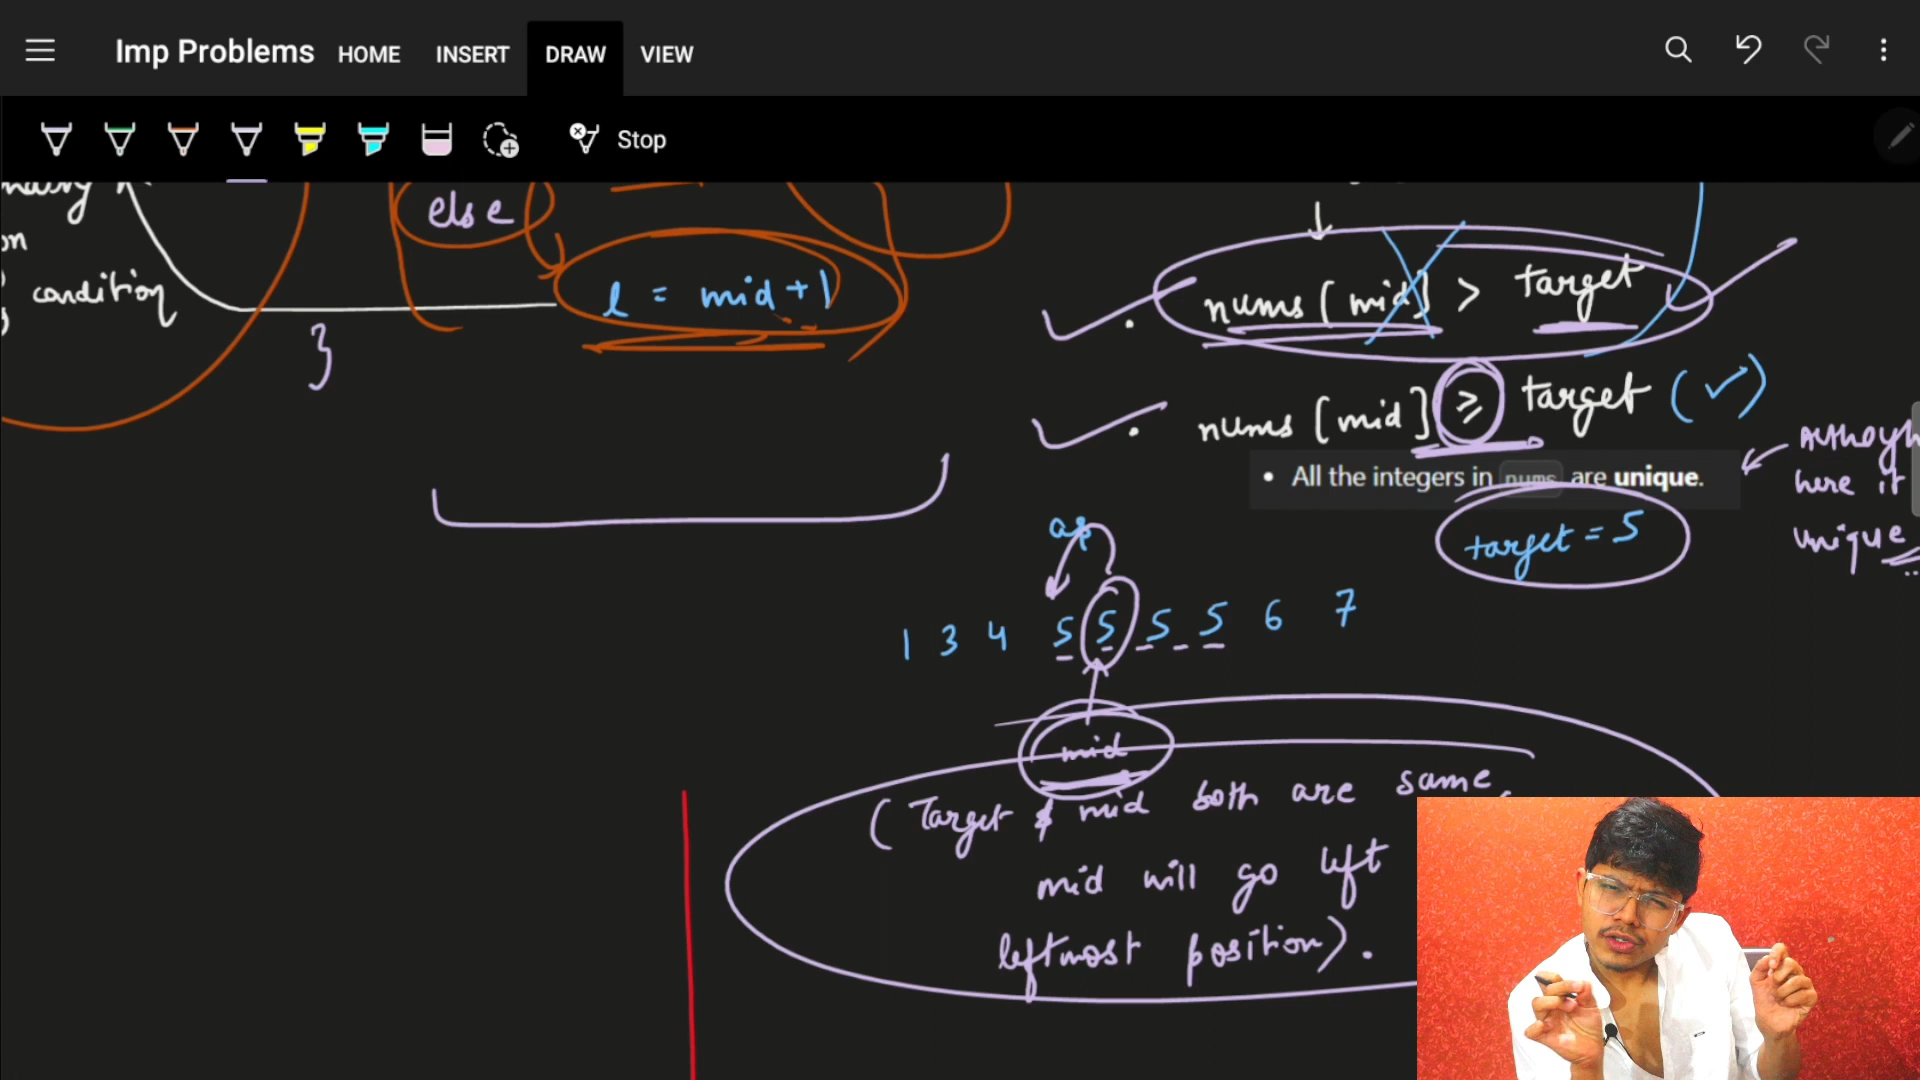 Imp Problems HOME INSERT DRAW VIEW
Stop
else
on
condition
l = mid + 1
}
nums [mid] > target
nums [mid] ≥ target (✓)
• All the integers in nums are unique.
Although
here it
unique
target = 5
1 3 4 5 5 5 5 6 7
mid
(Target & mid both are same,
mid will go left
leftmost position).